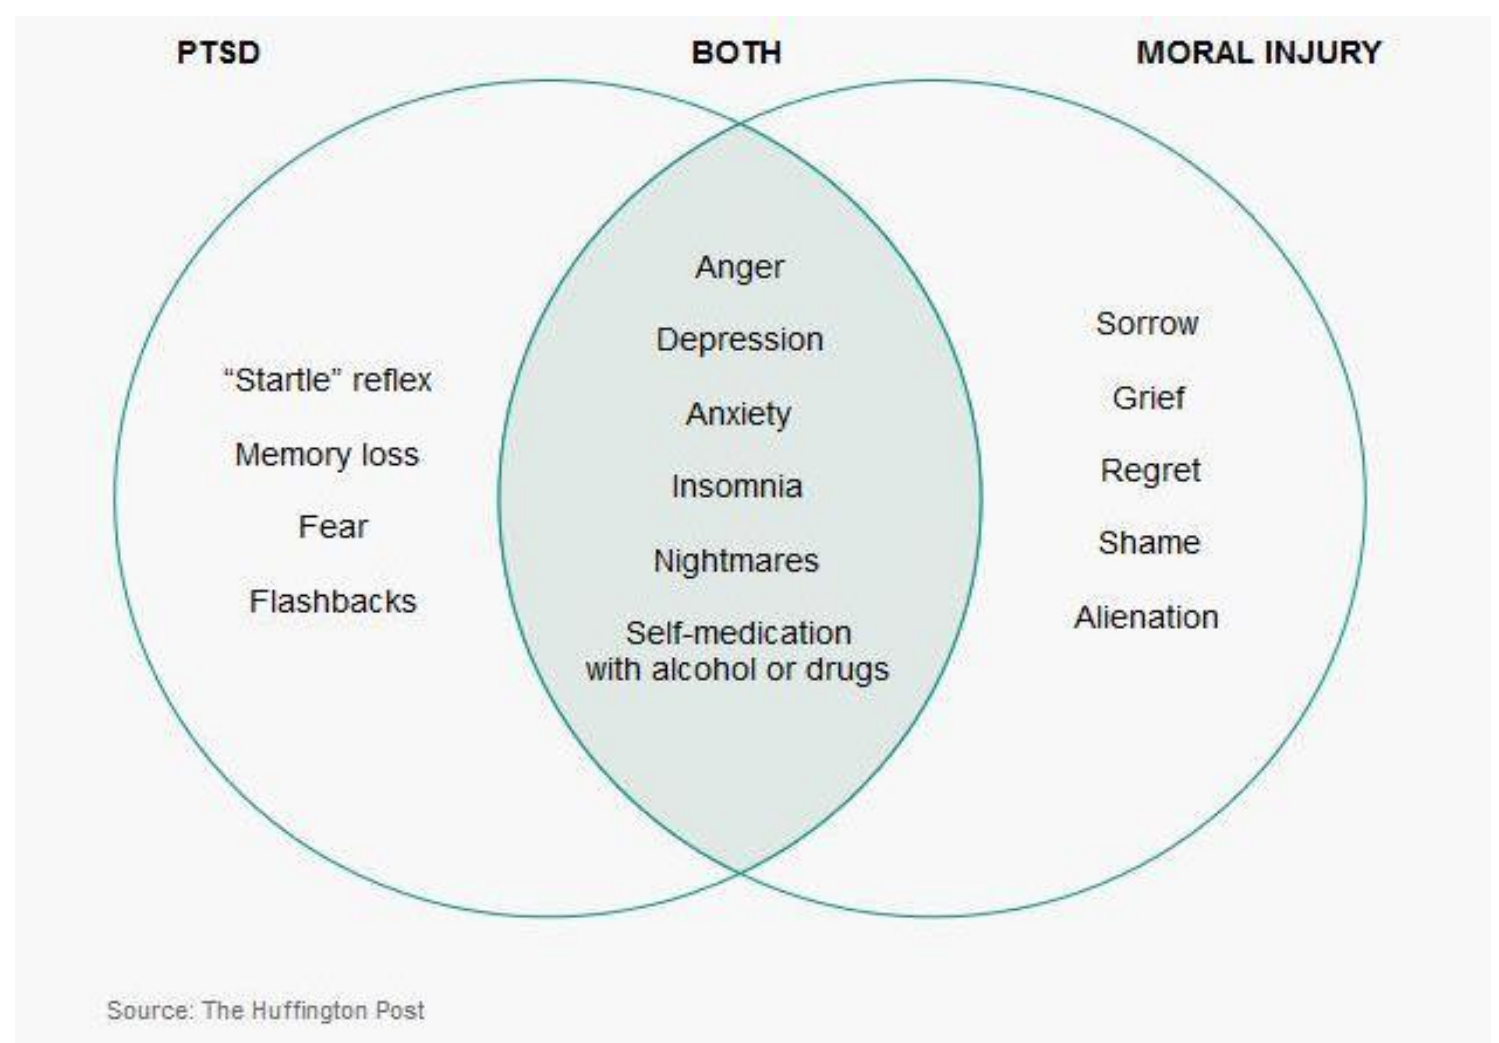 PTSD
BOTH
MORAL INJURY
“Startle” reflex
Memory loss
Fear
Flashbacks
Anger
Depression
Anxiety
Insomnia
Nightmares
Self-medication
with alcohol or drugs
Sorrow
Grief
Regret
Shame
Alienation
Source: The Huffington Post